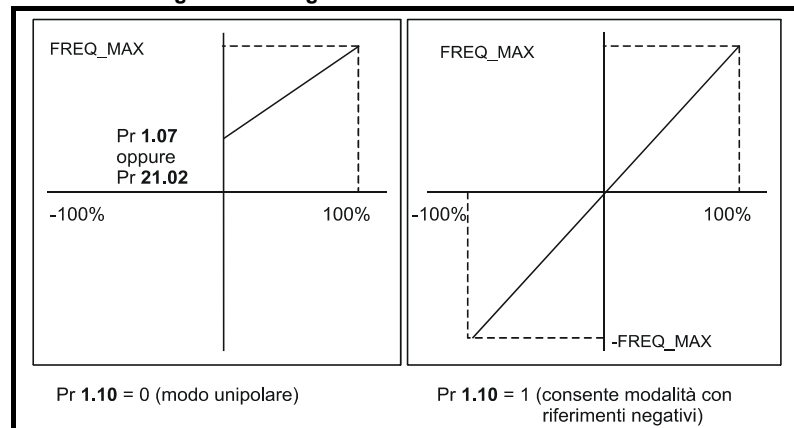 FREQ_MAX
Pr 1.07
oppure
Pr 21.02
-100%
100%
FREQ_MAX
-100%
100%
-FREQ_MAX
Pr 1.10 = 0 (modo unipolare)
Pr 1.10 = 1 (consente modalità con
riferimenti negativi)